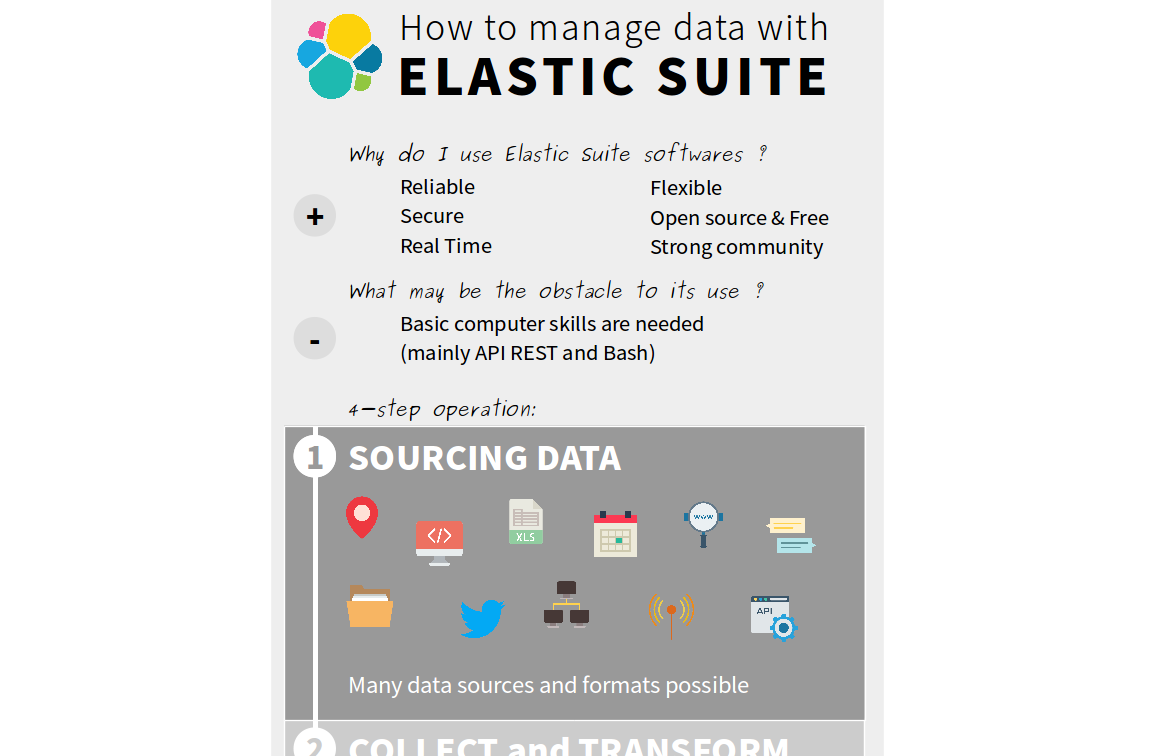 How to manage data with
ELASTIC SUITE
Why do I use Elastic Suite softwares ?
+
Reliable
Secure
Real Time
Flexible
Open source & Free
Strong community
What may be the obstacle to its use ?
-
Basic computer skills are needed
(mainly API REST and Bash)
4-step operation:
1 SOURCING DATA
</>
XLS
www
API
Many data sources and formats possible
2 COLLECT and TRANSFORM